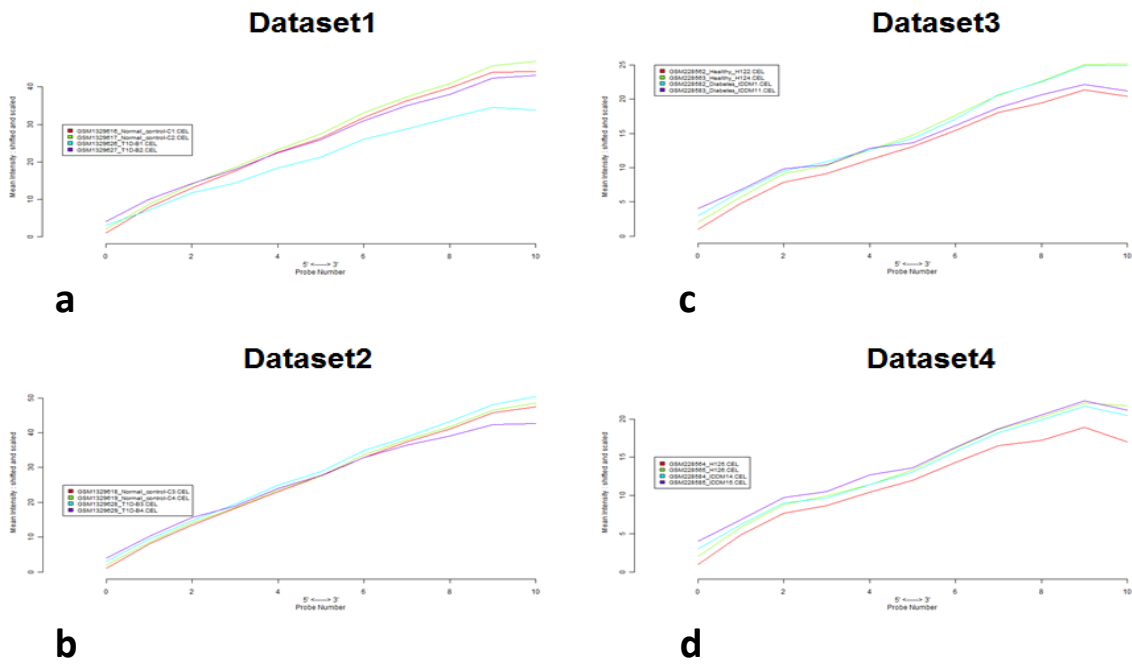 Dataset1
Mean Intensity : shifted and scaled
40
30
20
10
0
GSM1329616_Normal_control-C1.CEL
GSM1329617_Normal_control-C2.CEL
GSM1329626_T1D-B1.CEL
GSM1329627_T1D-B2.CEL
0 2 4 6 8 10
5' <-----> 3'
Probe Number
a
Dataset3
Mean Intensity : shifted and scaled
25
20
15
10
5
0
GSM228562_Healthy_H122.CEL
GSM228563_Healthy_H124.CEL
GSM228582_Diabetes_IDDM1.CEL
GSM228583_Diabetes_IDDM11.CEL
0 2 4 6 8 10
5' <-----> 3'
Probe Number
c
Dataset2
Mean Intensity : shifted and scaled
50
40
30
20
10
0
GSM1329618_Normal_control-C3.CEL
GSM1329619_Normal_control-C4.CEL
GSM1329628_T1D-B3.CEL
GSM1329629_T1D-B4.CEL
0 2 4 6 8 10
5' <-----> 3'
Probe Number
b
Dataset4
Mean Intensity : shifted and scaled
20
15
10
5
0
GSM228564_H125.CEL
GSM228565_H126.CEL
GSM228584_IDDM14.CEL
GSM228585_IDDM15.CEL
0 2 4 6 8 10
5' <-----> 3'
Probe Number
d